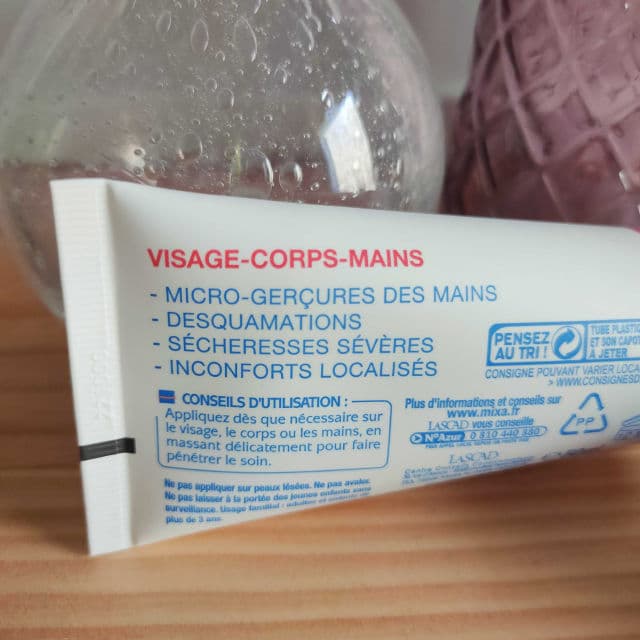 VISAGE-CORPS-MAINS
- MICRO-GERÇURES DES MAINS
- DESQUAMATIONS
- SÉCHERESSES SÉVÈRES
- INCONFORTS LOCALISÉS
CONSEILS D'UTILISATION :
Appliquez dès que nécessaire sur
le visage, le corps ou les mains, en
massant délicatement pour faire
pénétrer le soin.
Ne pas appliquer sur peaux lésées. Ne pas avaler.
Ne pas laisser à la portée des jeunes enfants sans
surveillance. Usage familial : adultes et enfants de
plus de 3 ans.
PENSEZ
AU TRI !
TUBE PLASTI
ET SON CAPOT
À JETER
CONSIGNE POUVANT VARIER LOCA
> WWW.CONSIGNES
Plus d'informations et conseils sur
www.mixa.fr
LASCAD vous conseille
N°Azur 0 810 440 880
LASCAD
PP